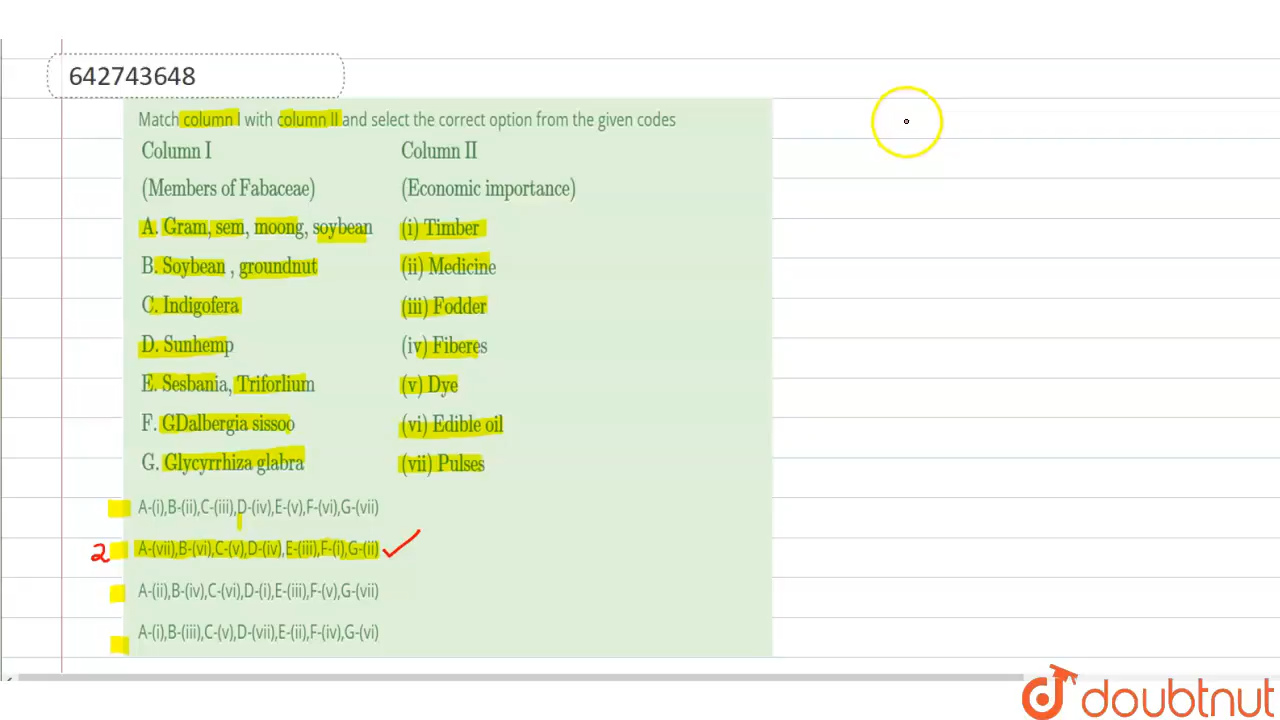 642743648
Match column I with column II and select the correct option from the given codes
Column I Column II
(Members of Fabaceae) (Economic importance)
A. Gram, sem, moong, soybean (i) Timber
B. Soybean , groundnut (ii) Medicine
C. Indigofera (iii) Fodder
D. Sunhemp (iv) Fiberes
E. Sesbania, Triforlium (v) Dye
F. GDalbergia sissoo (vi) Edible oil
G. Glycyrrhiza glabra (vii) Pulses
A-(i),B-(ii),C-(iii),D-(iv),E-(v),F-(vi),G-(vii)
2 A-(vii),B-(vi),C-(v),D-(iv),E-(iii),F-(i),G-(ii)
A-(ii),B-(iv),C-(vi),D-(i),E-(iii),F-(v),G-(vii)
A-(i),B-(iii),C-(v),D-(vii),E-(ii),F-(iv),G-(vi)
doubtnut